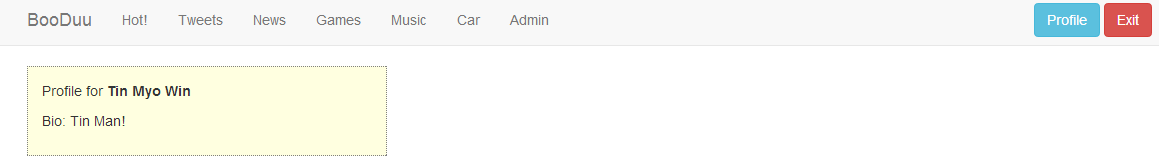 BooDuu Hot! Tweets News Games Music Car Admin Profile Exit
Profile for Tin Myo Win
Bio: Tin Man!